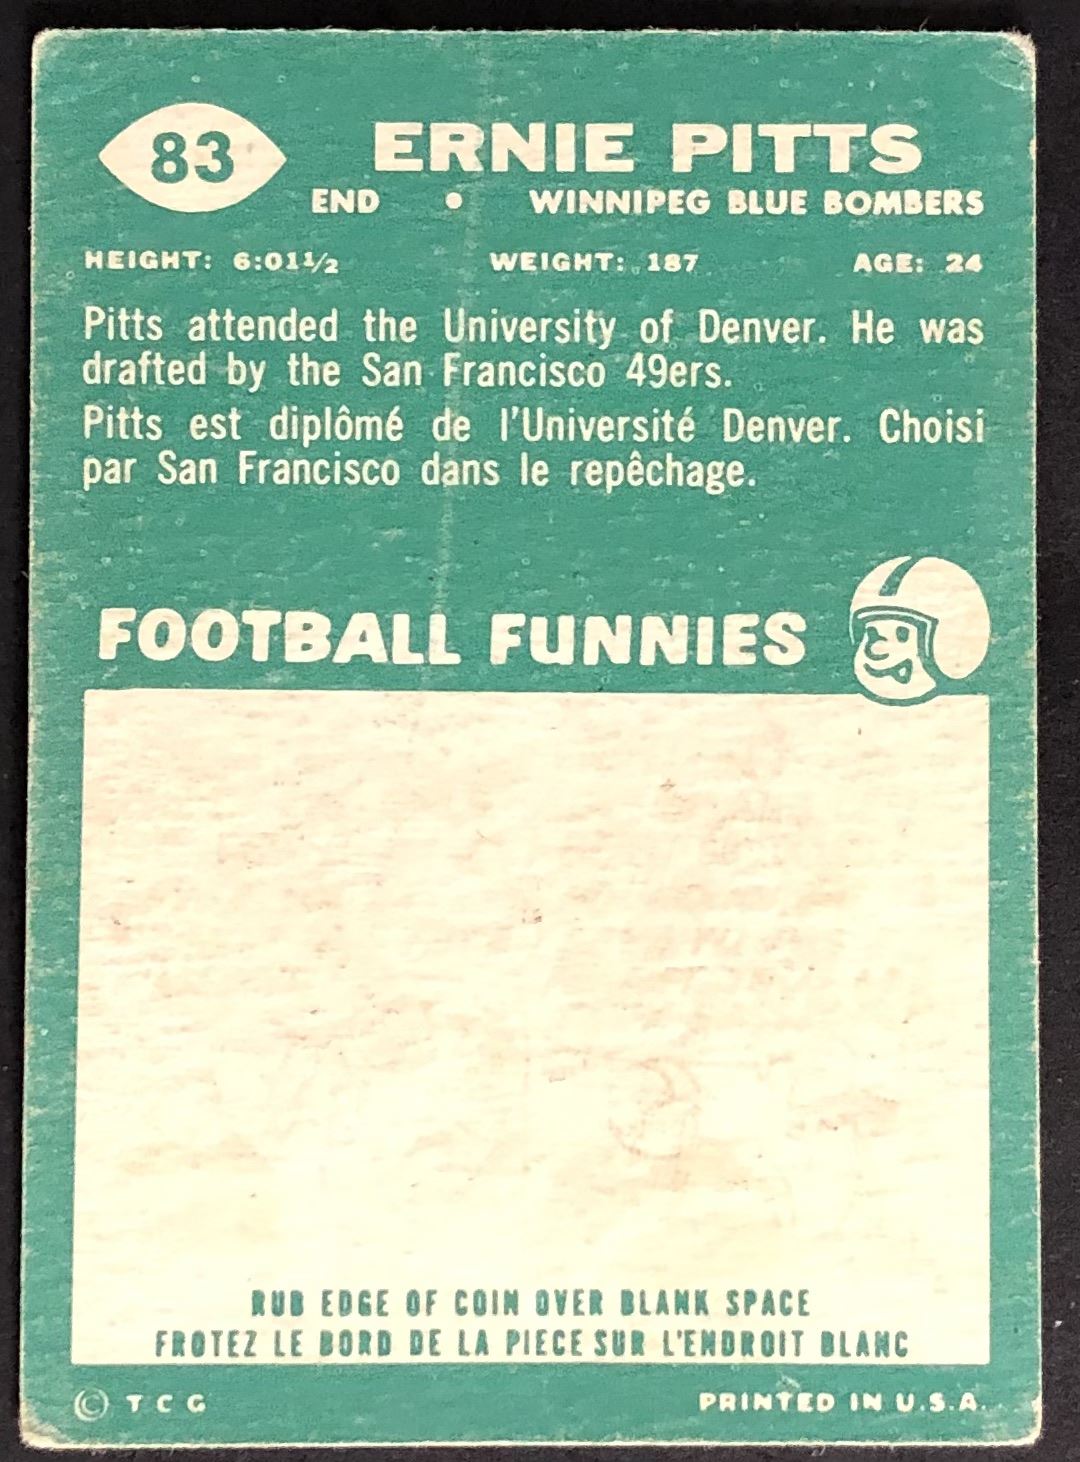 83
ERNIE PITTS
END • WINNIPEG BLUE BOMBERS
HEIGHT: 6:01½ WEIGHT: 187 AGE: 24
Pitts attended the University of Denver. He was
drafted by the San Francisco 49ers.
Pitts est diplômé de l'Université Denver. Choisi
par San Francisco dans le repêchage.
FOOTBALL FUNNIES
RUB EDGE OF COIN OVER BLANK SPACE
FROTEZ LE BORD DE LA PIECE SUR L'ENDROIT BLANC
© T C G PRINTED IN U.S.A.